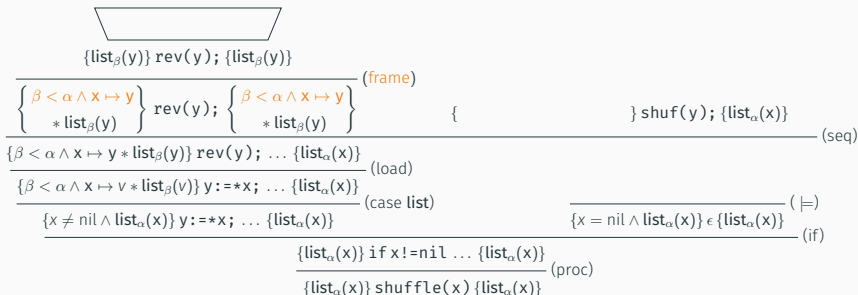 {list_β(y)} rev(y); {list_β(y)}
(frame)
{β < α ∧ x ↦ y ∗ list_β(y)} rev(y); {β < α ∧ x ↦ y ∗ list_β(y)}
{ } shuf(y); {list_α(x)}
(seq)
{β < α ∧ x ↦ y ∗ list_β(y)} rev(y); … {list_α(x)}
(load)
{β < α ∧ x ↦ v ∗ list_β(v)} y:=*x; … {list_α(x)}
(case list)
(⊨)
{x ≠ nil ∧ list_α(x)} y:=*x; … {list_α(x)}
{x = nil ∧ list_α(x)} ϵ {list_α(x)}
(if)
{list_α(x)} if x!=nil … {list_α(x)}
(proc)
{list_α(x)} shuffle(x) {list_α(x)}